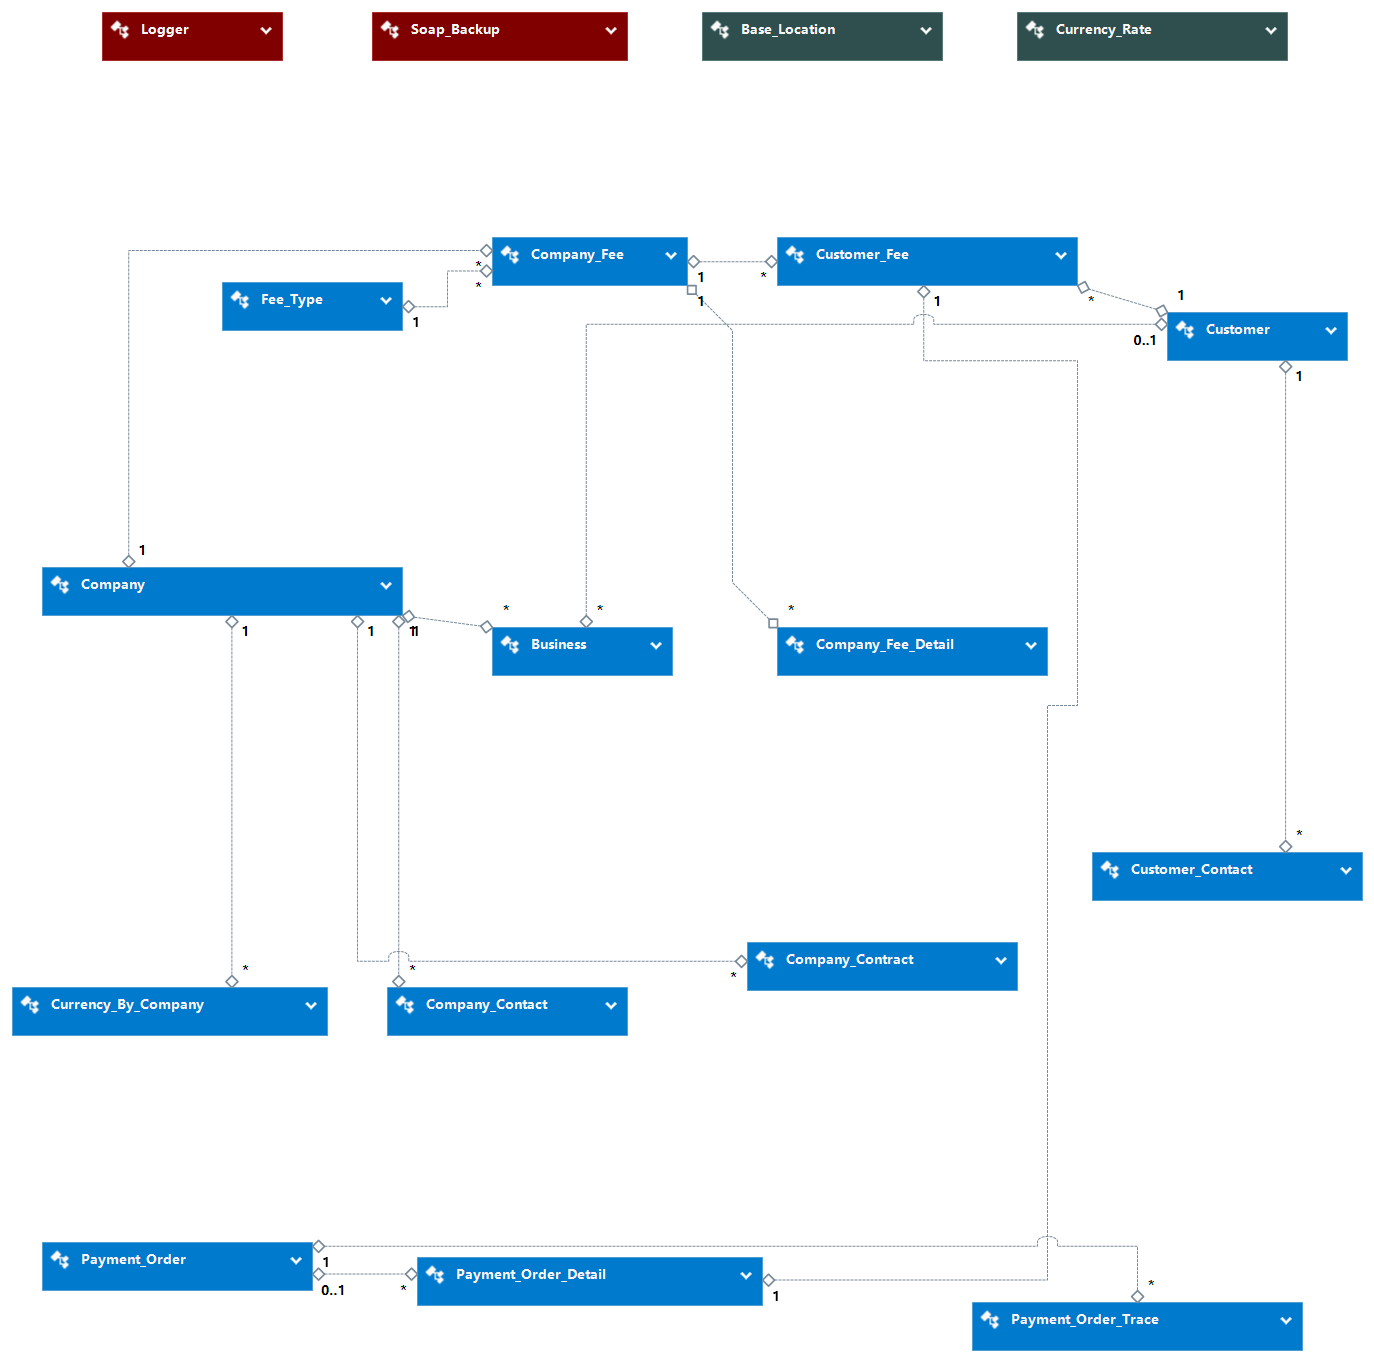 Logger
Soap_Backup
Base_Location
Currency_Rate
Company_Fee
Customer_Fee
*
1
*
1
*
1
*
1
1
Fee_Type
1
Customer
0..1
1
1
Company
*
*
*
1
1
11
Business
Company_Fee_Detail
*
Customer_Contact
Company_Contract
*
*
*
Currency_By_Company
Company_Contact
Payment_Order
1
0..1
*
Payment_Order_Detail
1
*
Payment_Order_Trace